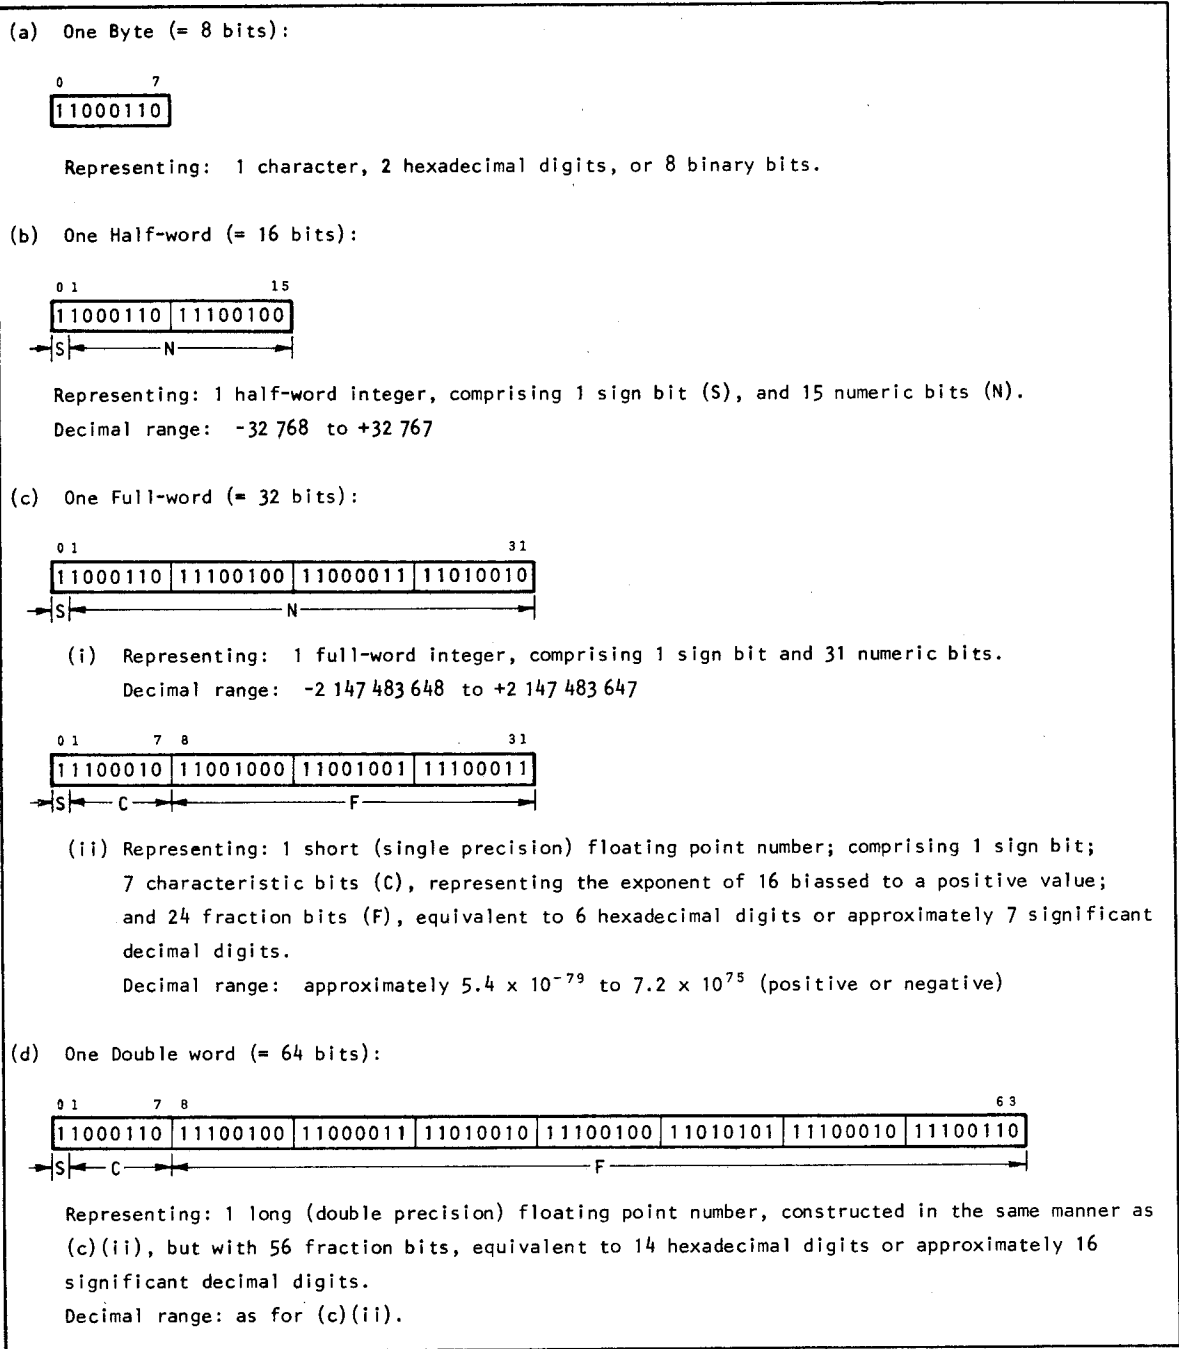 (a) One Byte (= 8 bits):
0 7
11000110
Representing: 1 character, 2 hexadecimal digits, or 8 binary bits.
(b) One Half-word (= 16 bits):
0 1 15
11000110 11100100
S N
Representing: 1 half-word integer, comprising 1 sign bit (S), and 15 numeric bits (N).
Decimal range: -32 768 to +32 767
(c) One Full-word (= 32 bits):
0 1 31
11000110 11100100 11000011 11010010
S N
(i) Representing: 1 full-word integer, comprising 1 sign bit and 31 numeric bits.
Decimal range: -2 147 483 648 to +2 147 483 647
0 1 7 8 31
11100010 11001000 11001001 11100011
S C F
(ii) Representing: 1 short (single precision) floating point number; comprising 1 sign bit;
7 characteristic bits (C), representing the exponent of 16 biassed to a positive value;
and 24 fraction bits (F), equivalent to 6 hexadecimal digits or approximately 7 significant
decimal digits.
Decimal range: approximately 5.4 x 10⁻⁷⁹ to 7.2 x 10⁷⁵ (positive or negative)
(d) One Double word (= 64 bits):
0 1 7 8 63
11000110 11100100 11000011 11010010 11100100 11010101 11100010 11100110
S C F
Representing: 1 long (double precision) floating point number, constructed in the same manner as
(c)(ii), but with 56 fraction bits, equivalent to 14 hexadecimal digits or approximately 16
significant decimal digits.
Decimal range: as for (c)(ii).